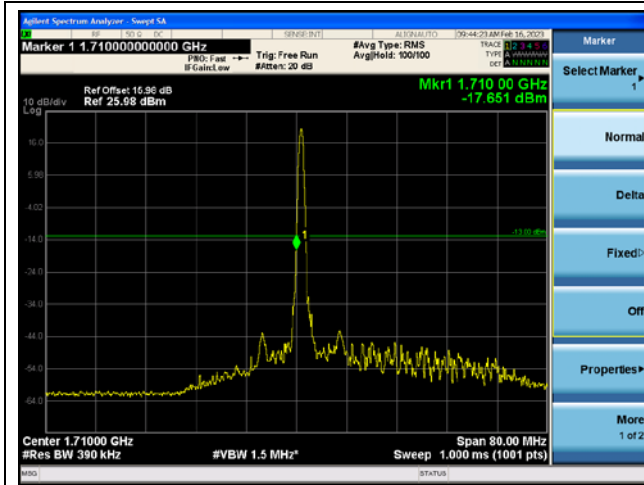 Agilent Spectrum Analyzer - Swept SA
RF 50 Ω DC SENSE:INT ALIGNAUTO 09:44:23 AM Feb 16, 2023
Marker 1 1.710000000000 GHz
PNO: Fast
IFGain:Low
Trig: Free Run
#Atten: 20 dB
#Avg Type: RMS
Avg|Hold: 100/100
TRACE 1 2 3 4 5 6
TYPE A
DET A N N N N N
Mkr1 1.710 00 GHz
-17.651 dBm
Ref Offset 15.98 dB
10 dB/div Ref 25.98 dBm
Log
16.0
5.98
-4.02
-14.0
-24.0
-34.0
-44.0
-54.0
-64.0
1
-13.00 dBm
Center 1.71000 GHz Span 80.00 MHz
#Res BW 390 kHz #VBW 1.5 MHz* Sweep 1.000 ms (1001 pts)
MSG STATUS
Marker
Select Marker
1
Normal
Delta
Fixed
Off
Properties
More
1 of 2